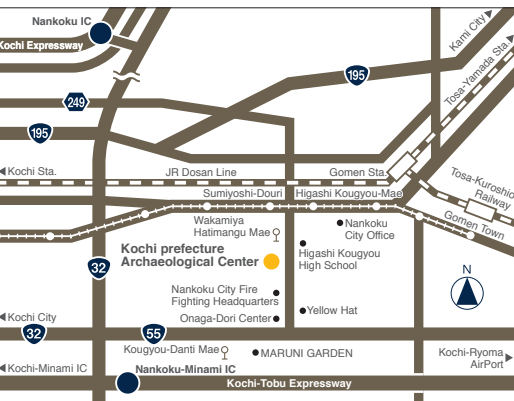 Nankoku IC
Kochi Expressway
Kami City
195
Tosa-Yamada Sta
249
195
Kochi Sta.
JR Dosan Line
Gomen Sta.
Tosa-Kuroshio
Railway
Sumiyoshi-Douri
Higashi Kougyou-Mae
Gomen Town
Wakamiya
Hatimangu Mae
Nankoku
City Office
Kochi prefecture
Archaeological Center
Higashi Kougyou
High School
32
N
Nankoku City Fire
Fighting Headquarters
Onaga-Dori Center
Yellow Hat
Kochi City
32
55
Kougyou-Danti Mae
MARUNI GARDEN
Kochi-Ryoma
AirPort
Kochi-Minami IC
Nankoku-Minami IC
Kochi-Tobu Expressway